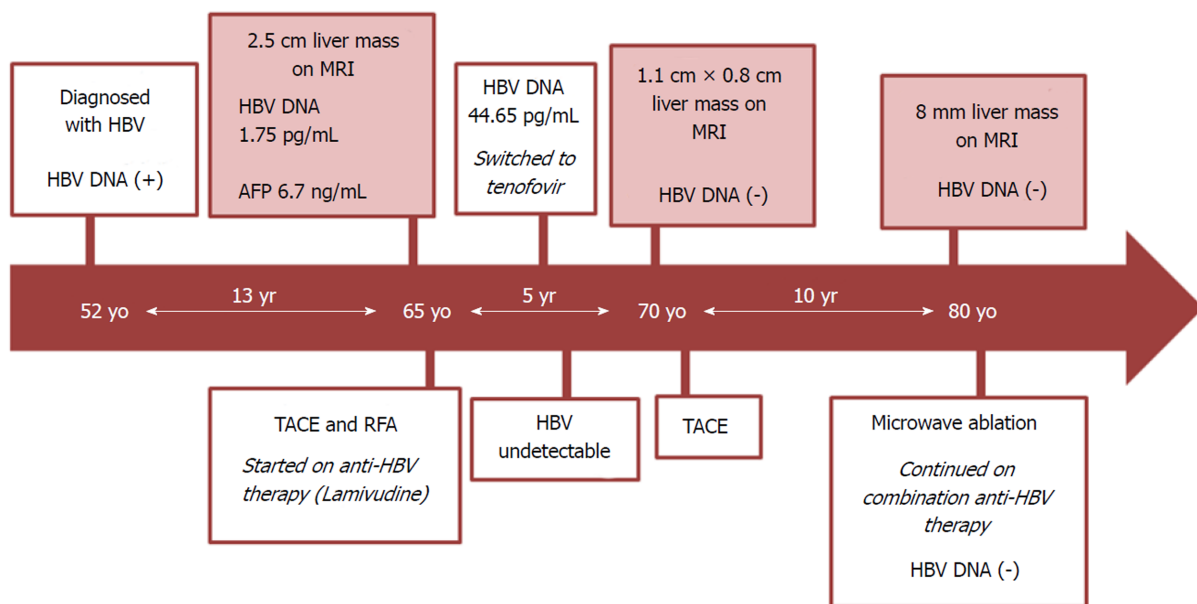 Diagnosed
with HBV
HBV DNA (+)
2.5 cm liver mass
on MRI
HBV DNA
1.75 pg/mL
AFP 6.7 ng/mL
HBV DNA
44.65 pg/mL
Switched to
tenofovir
1.1 cm × 0.8 cm
liver mass on
MRI
HBV DNA (-)
8 mm liver mass
on MRI
HBV DNA (-)
52 yo
13 yr
65 yo
5 yr
70 yo
10 yr
80 yo
TACE and RFA
Started on anti-HBV
therapy (Lamivudine)
HBV
undetectable
TACE
Microwave ablation
Continued on
combination anti-HBV
therapy
HBV DNA (-)